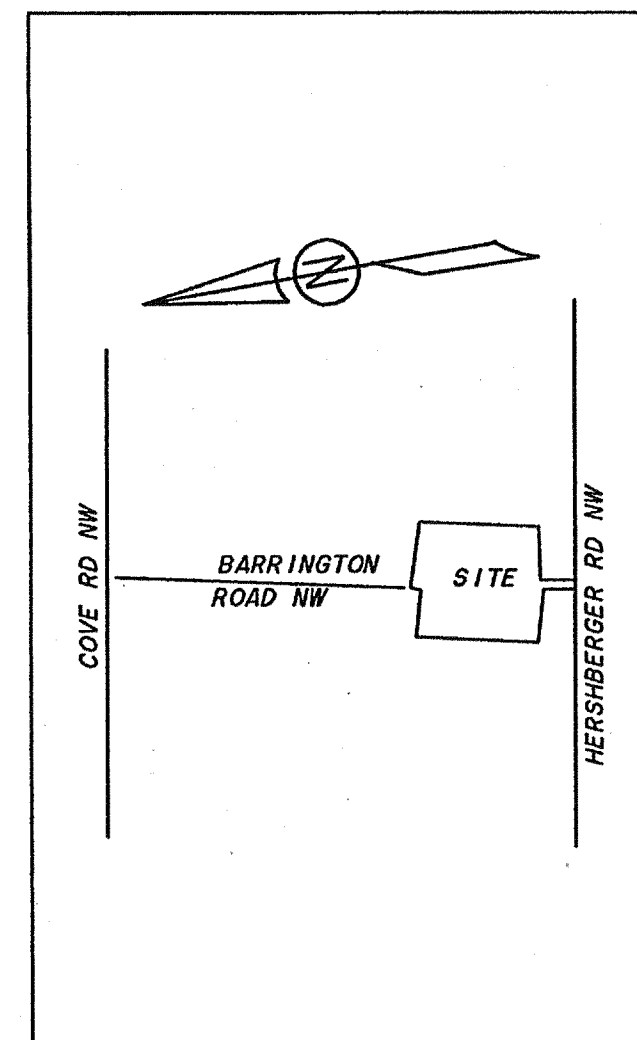 N
COVE RD NW
BARRINGTON
ROAD NW
SITE
HERSHBERGER RD NW